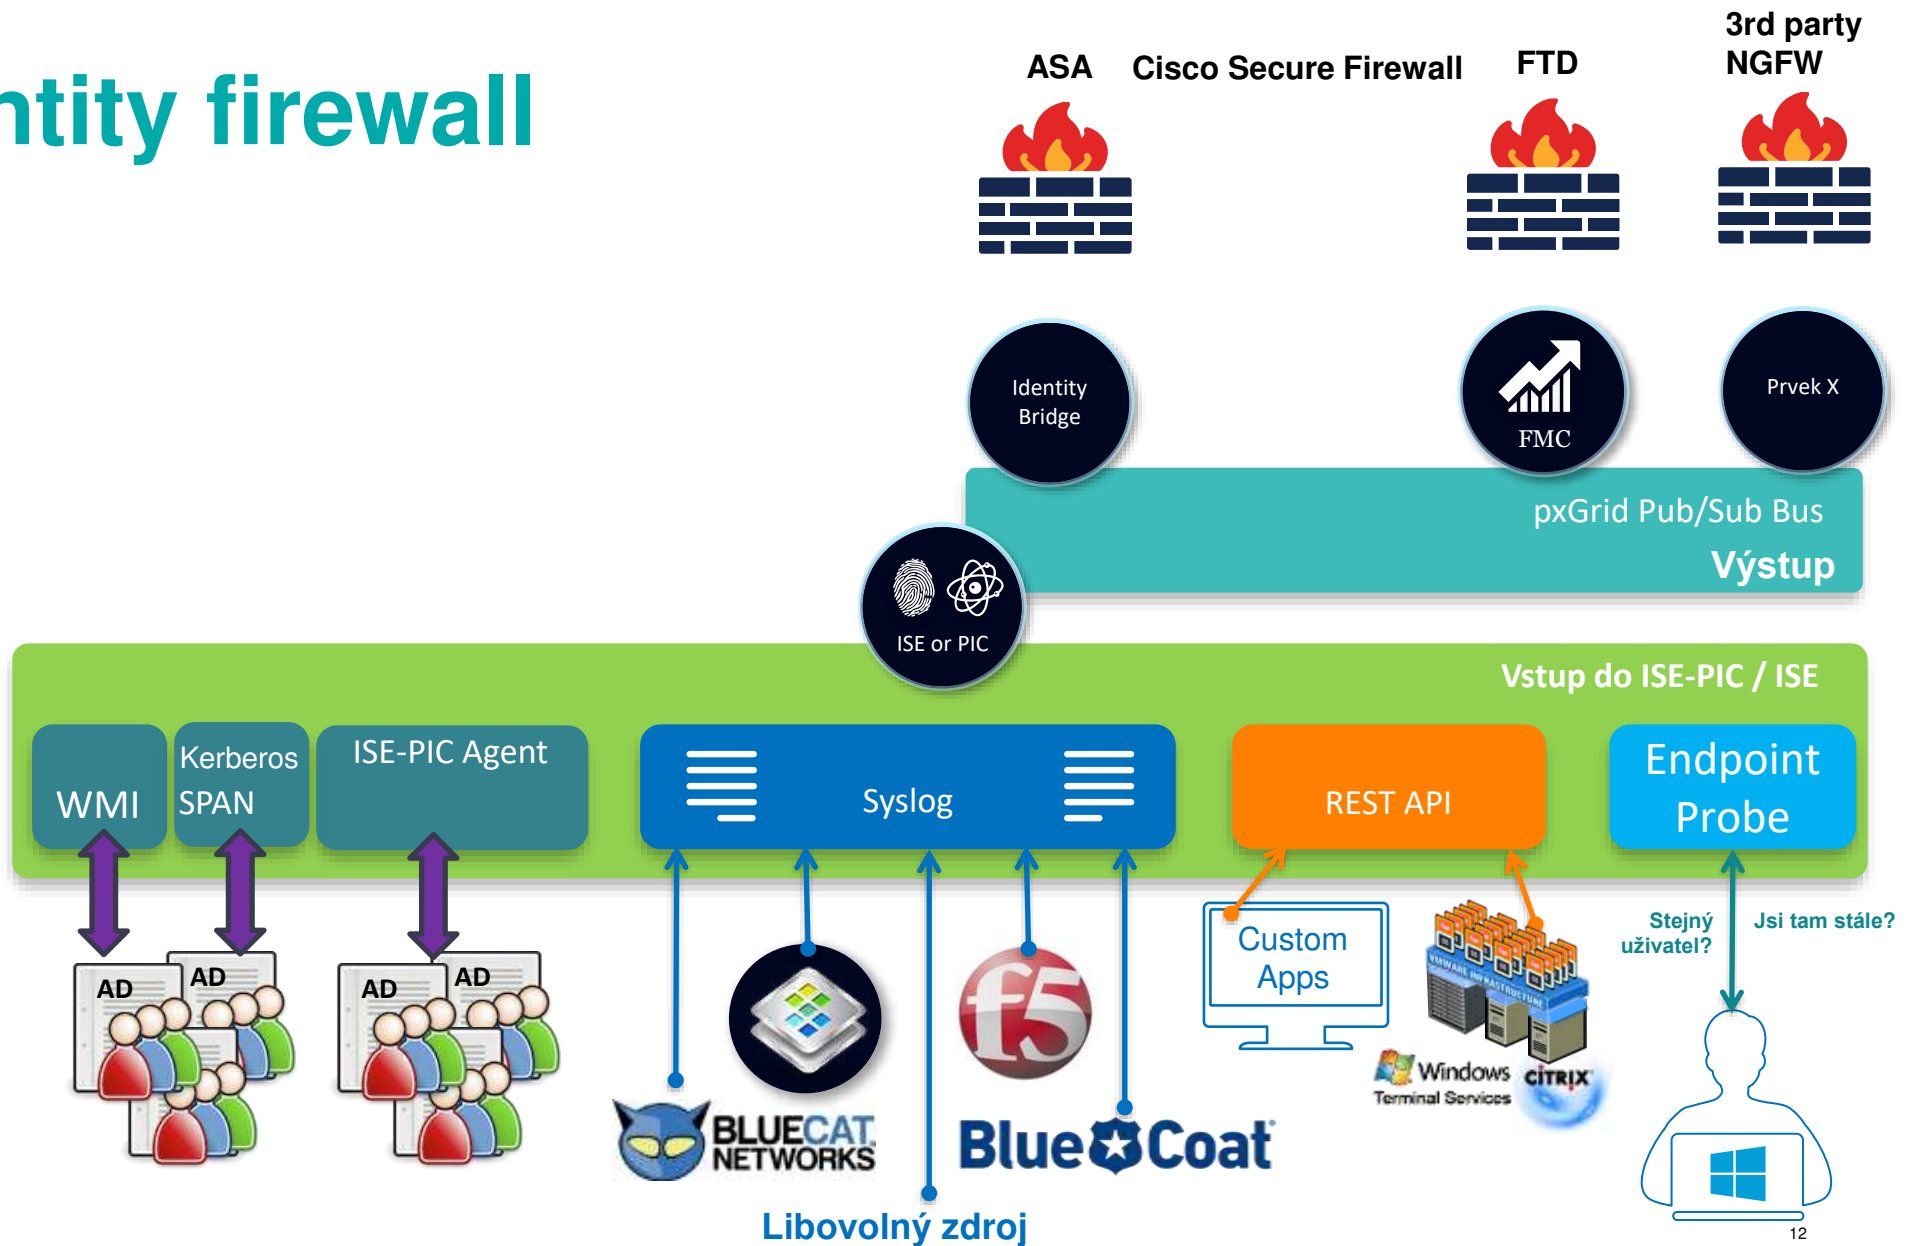 ntity firewall
ASA
Cisco Secure Firewall
FTD
3rd party
NGFW
Identity
Bridge
FMC
Prvek X
pxGrid Pub/Sub Bus
Výstup
ISE or PIC
Vstup do ISE-PIC / ISE
WMI
Kerberos
SPAN
ISE-PIC Agent
Syslog
REST API
Endpoint
Probe
Stejný
uživatel?
Jsi tam stále?
AD
AD
AD
AD
f5
Custom
Apps
VMWARE INFRASTRUCTURE
Windows
Terminal Services
CITRIX
BLUECAT
NETWORKS
Blue Coat
Libovolný zdroj
12